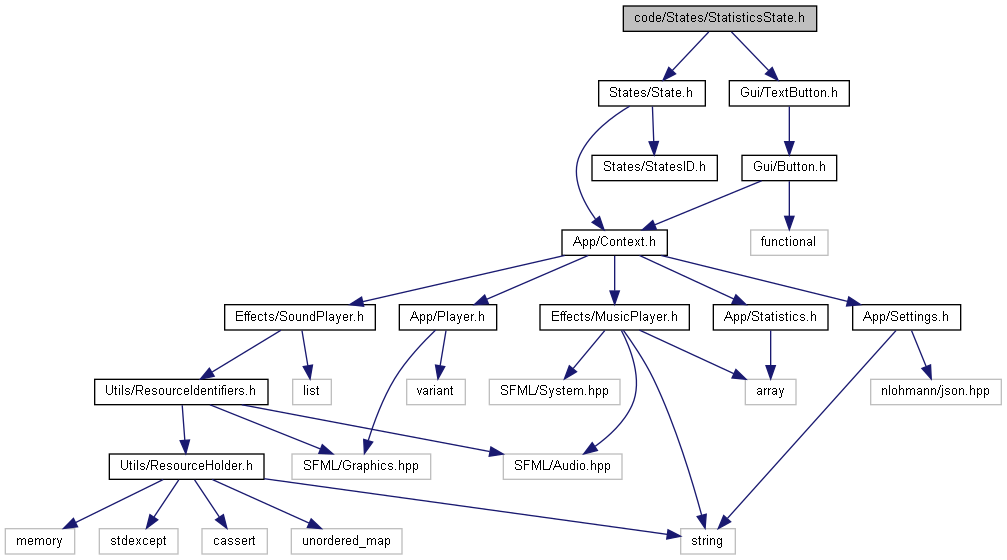 code/States/StatisticsState.h
States/State.h
Gui/TextButton.h
States/StatesID.h
Gui/Button.h
App/Context.h
functional
Effects/SoundPlayer.h
App/Player.h
Effects/MusicPlayer.h
App/Statistics.h
App/Settings.h
Utils/ResourceIdentifiers.h
list
variant
SFML/System.hpp
array
nlohmann/json.hpp
Utils/ResourceHolder.h
SFML/Graphics.hpp
SFML/Audio.hpp
memory
stdexcept
cassert
unordered_map
string